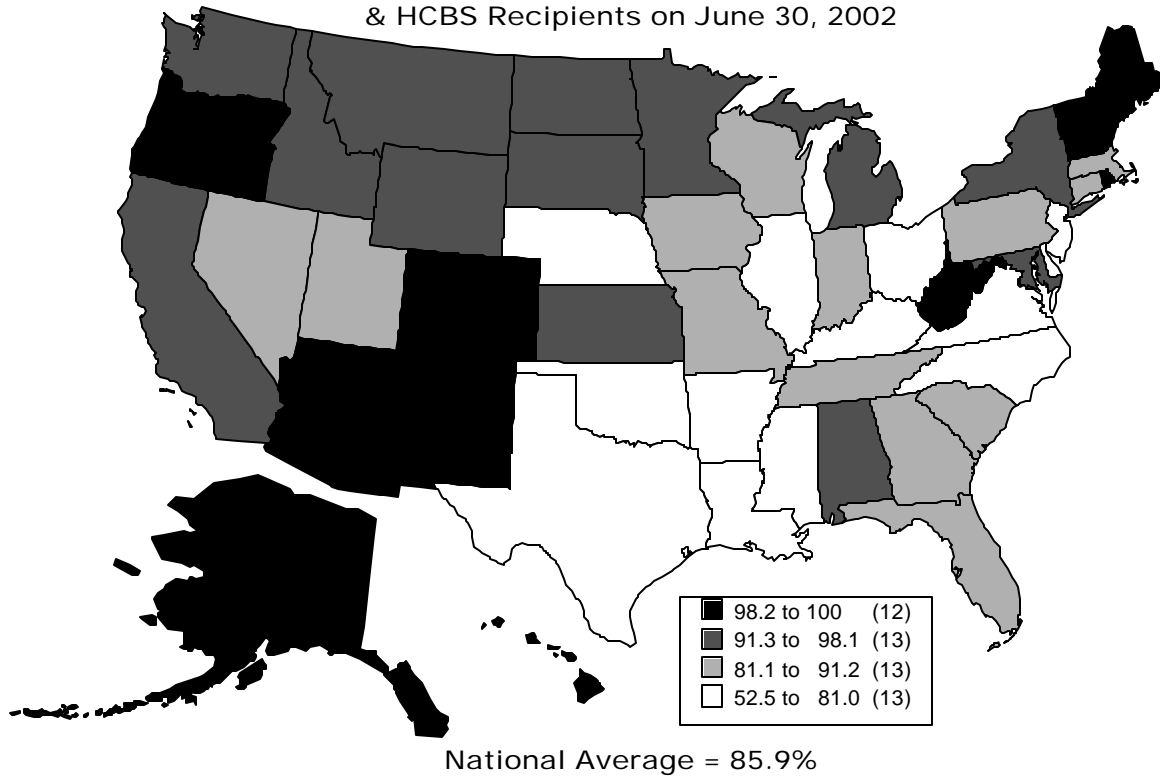 & HCBS Recipients on June 30, 2002
98.2 to 100 (12)
91.3 to 98.1 (13)
81.1 to 91.2 (13)
52.5 to 81.0 (13)
National Average = 85.9%